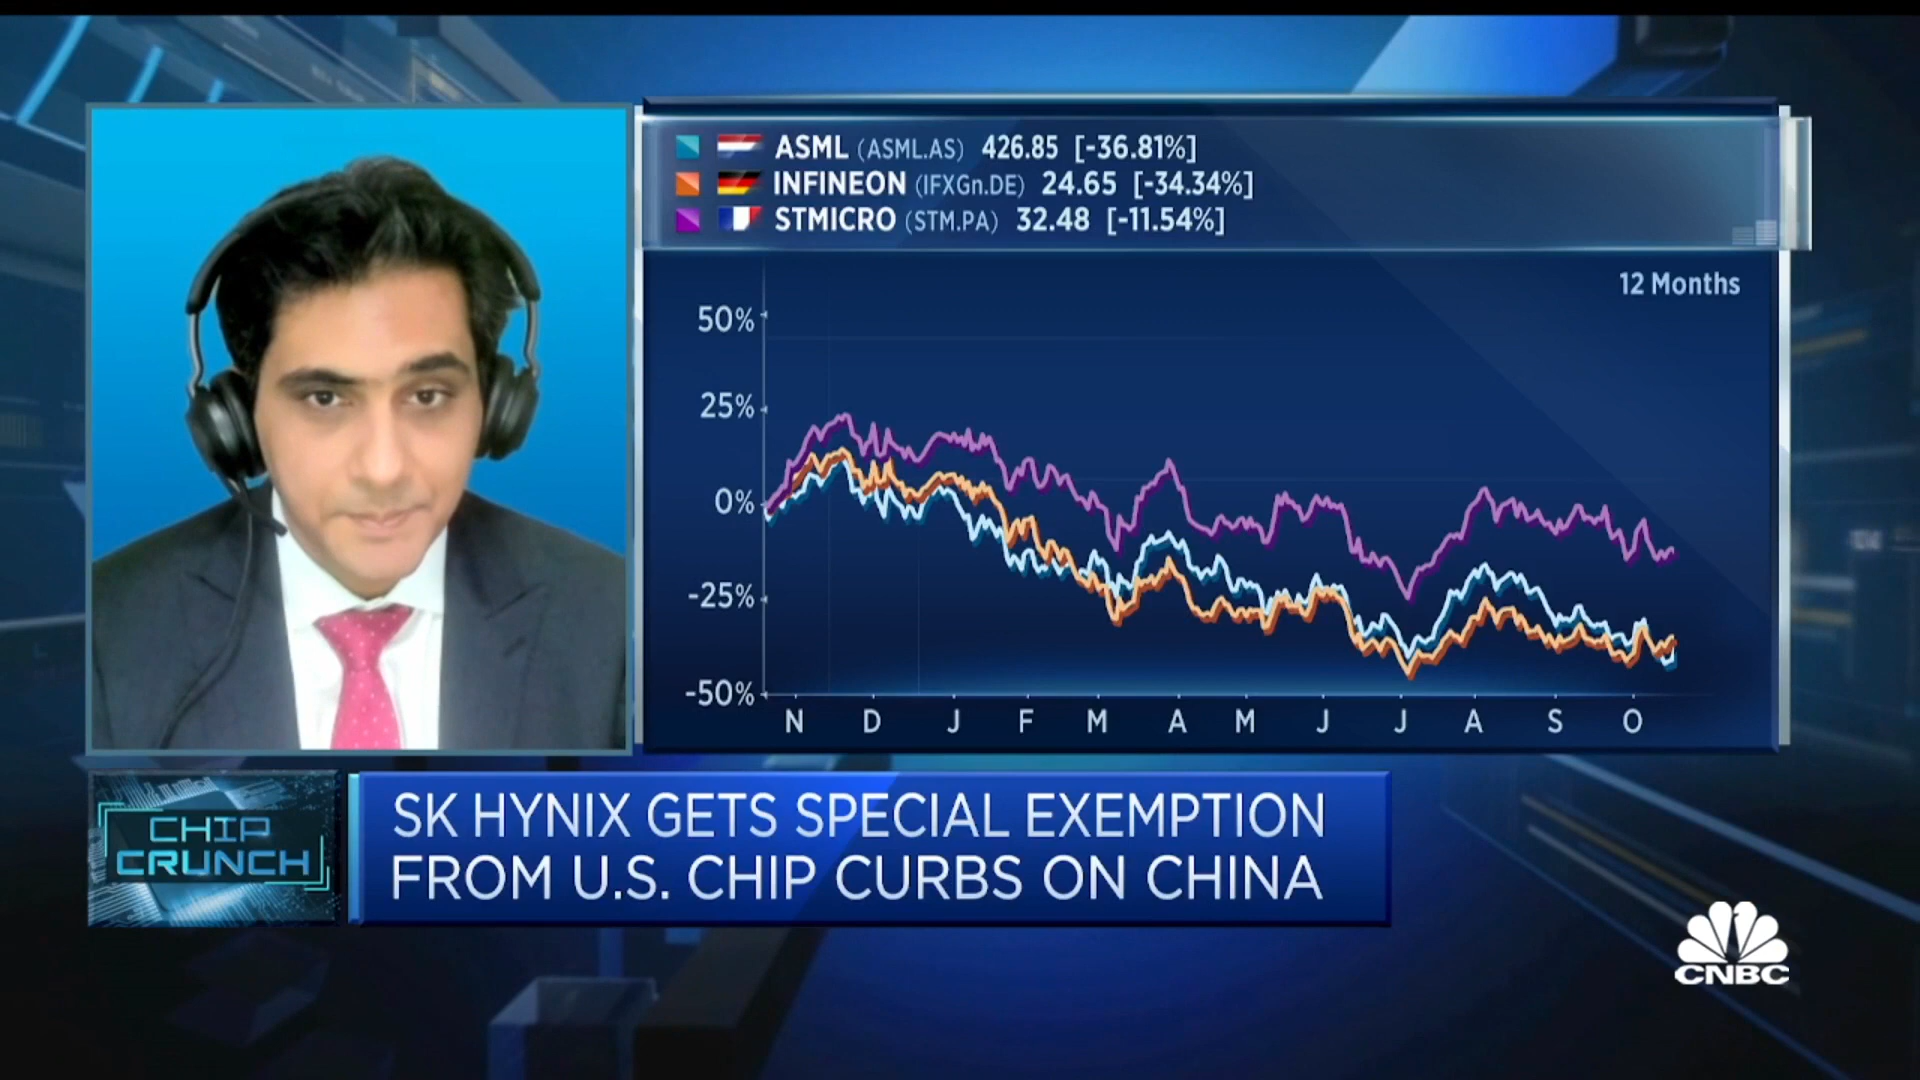 ASML (ASML.AS) 426.85 [-36.81%]
INFINEON (IFXGn.DE) 24.65 [-34.34%]
STMICRO (STM.PA) 32.48 [-11.54%]
12 Months
50%
25%
0%
-25%
-50%
N D J F M A M J J A S O
CHIP
CRUNCH
SK HYNIX GETS SPECIAL EXEMPTION
FROM U.S. CHIP CURBS ON CHINA
CNBC